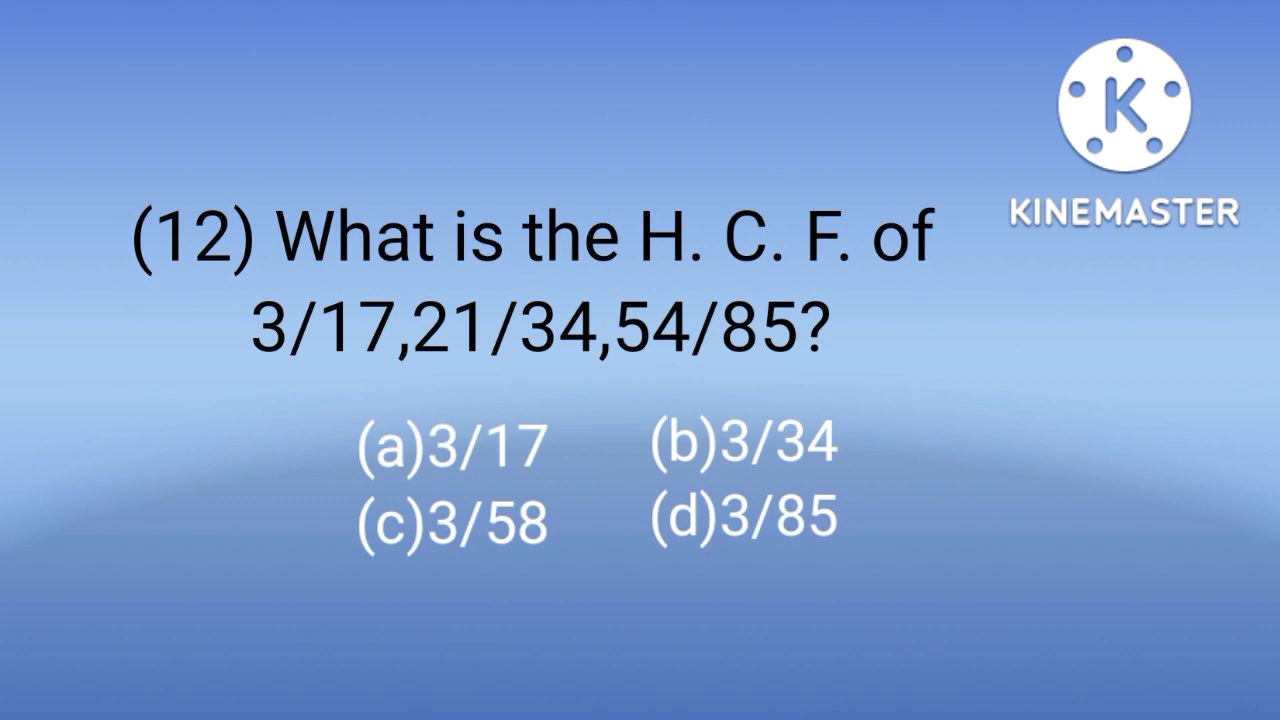 K
KINEMASTER
(12) What is the H. C. F. of
3/17,21/34,54/85?
(a)3/17 (b)3/34
(c)3/58 (d)3/85